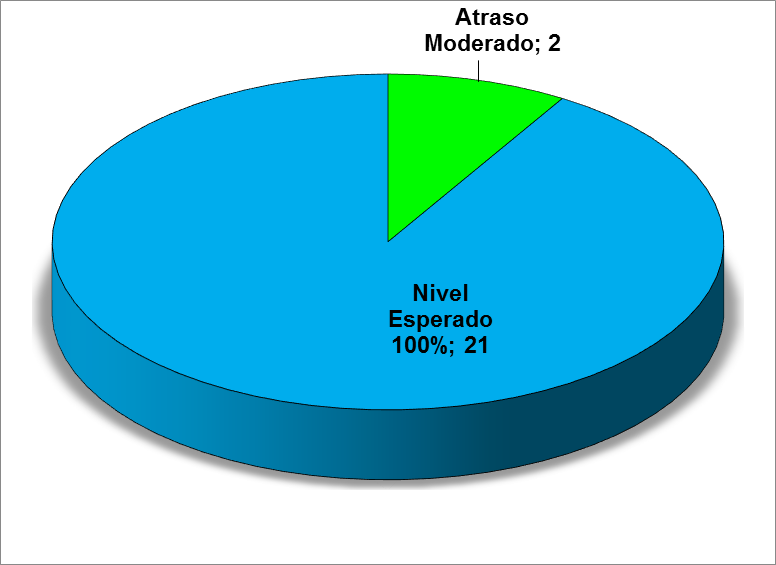 Atraso
Moderado; 2
Nivel
Esperado
100%; 21